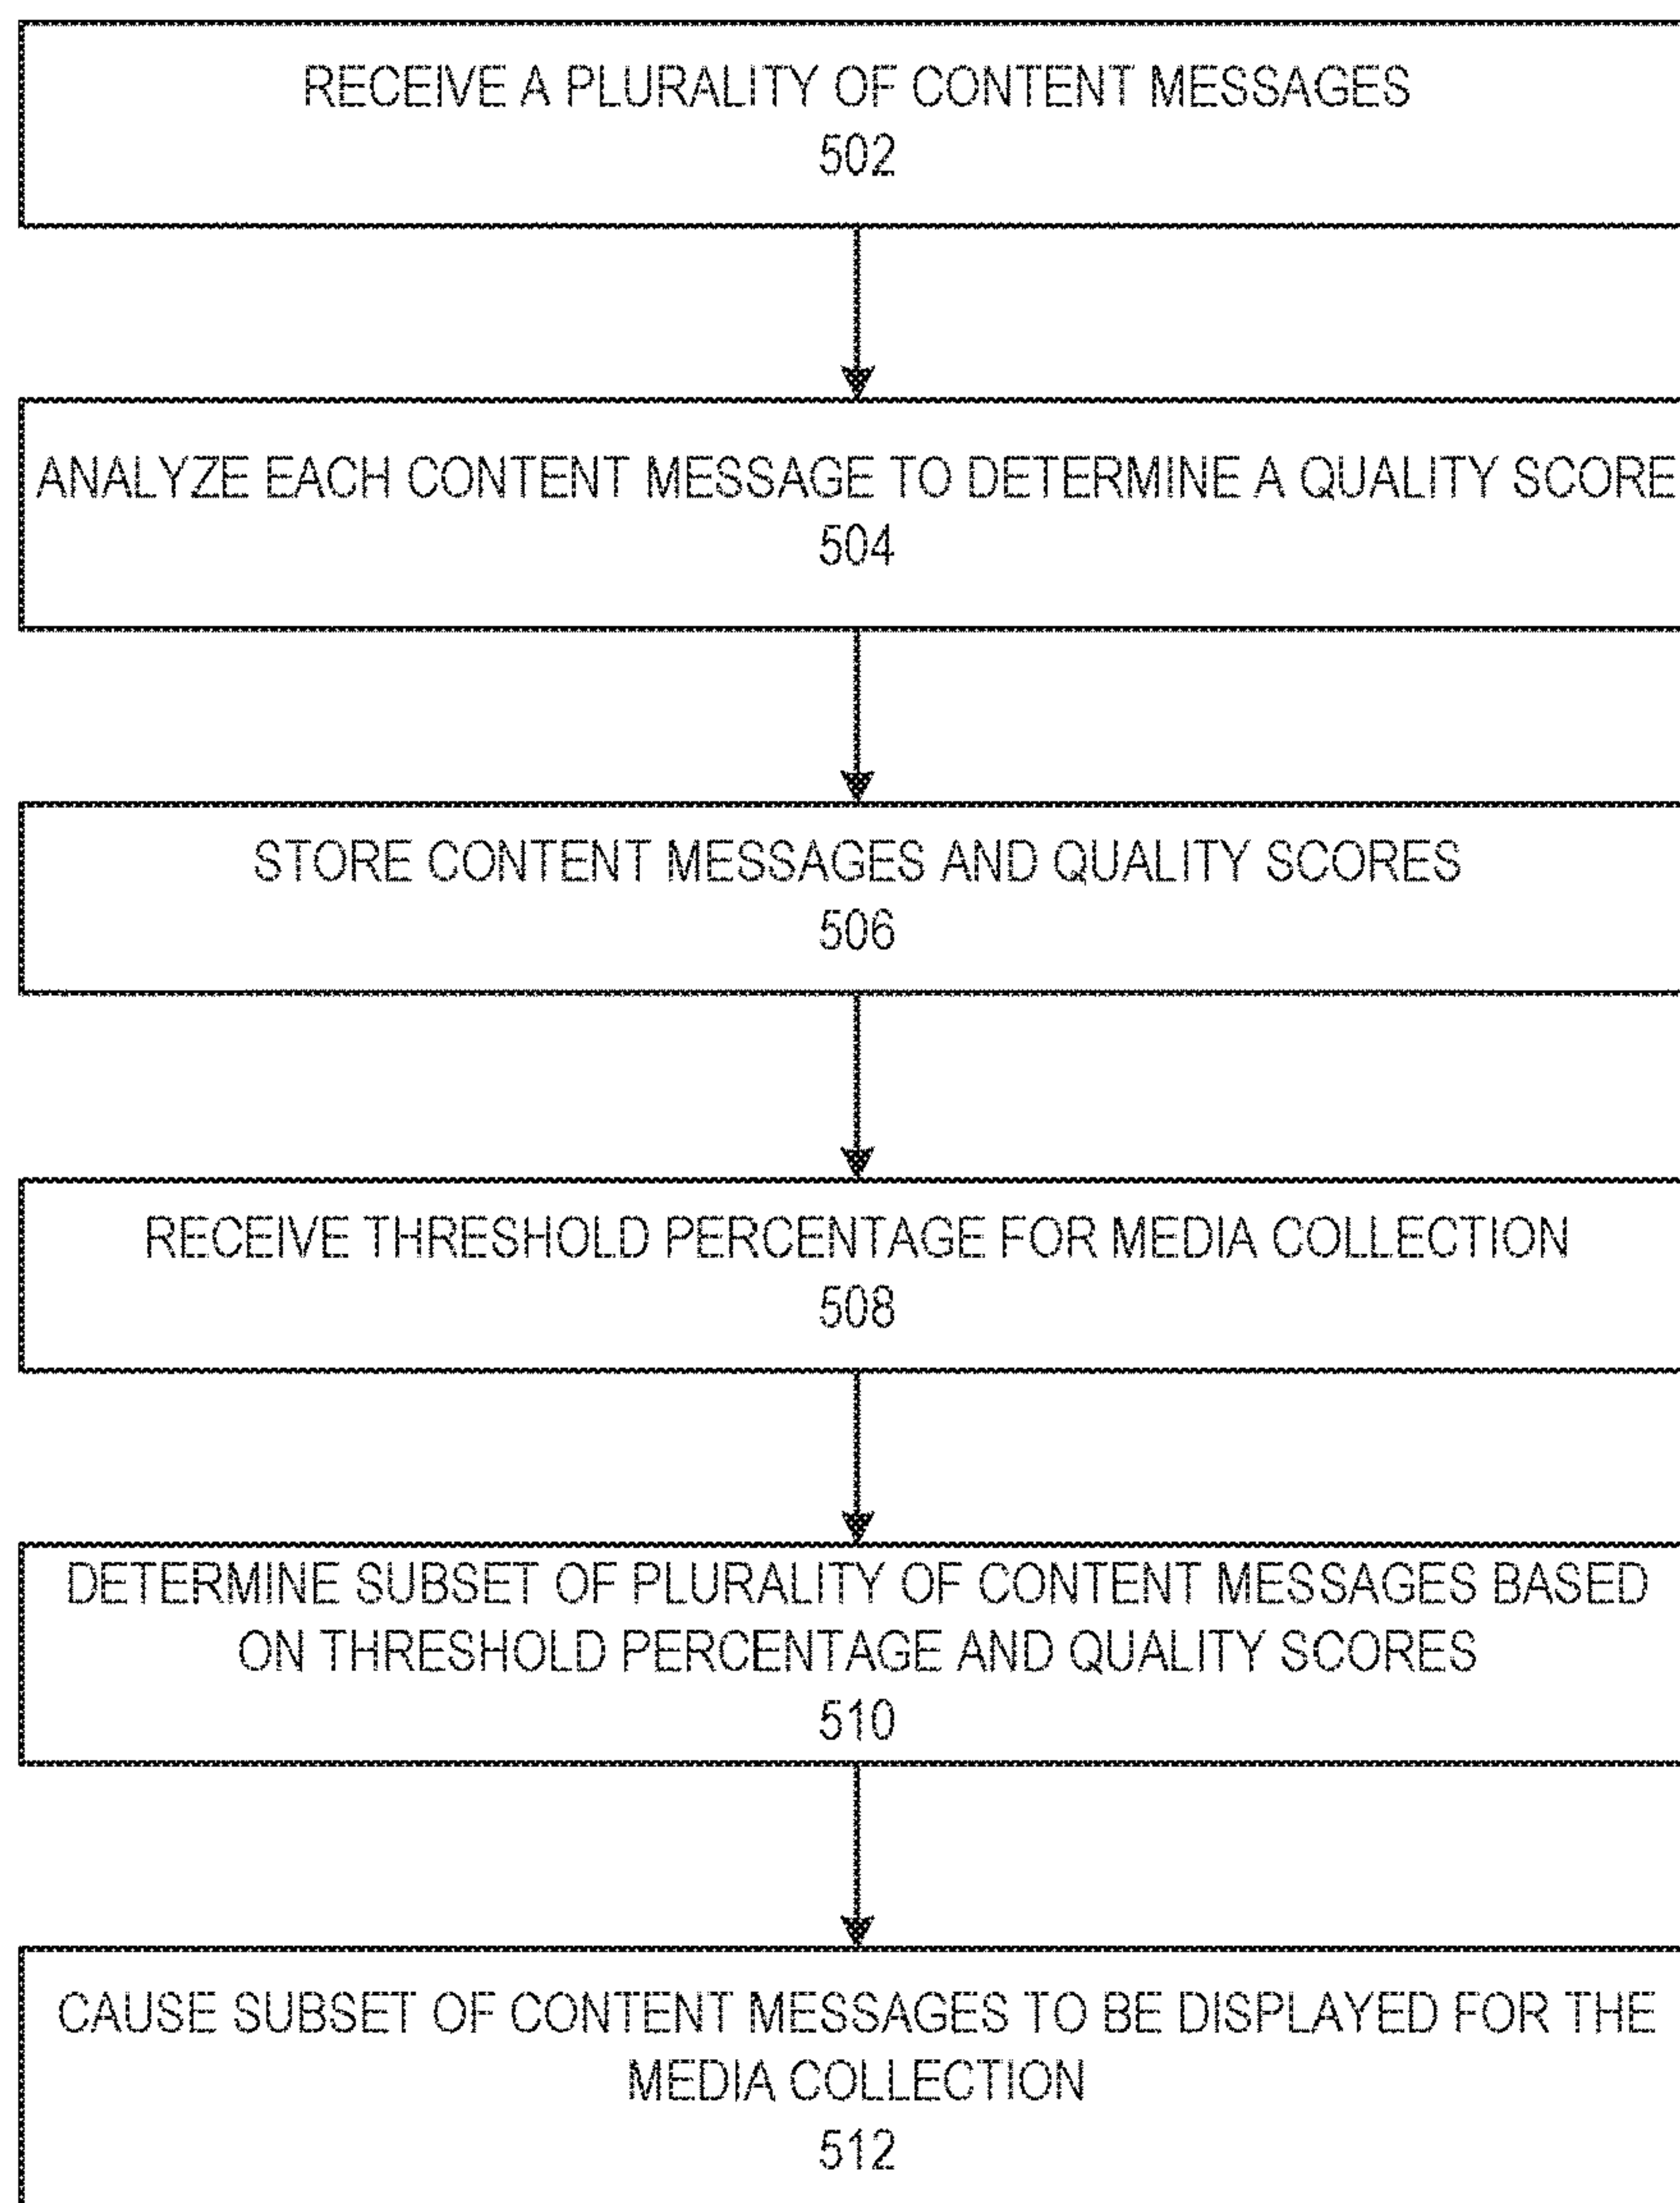 RECEIVE A PLURALITY OF CONTENT MESSAGES
502
ANALYZE EACH CONTENT MESSAGE TO DETERMINE A QUALITY SCORE
504
STORE CONTENT MESSAGES AND QUALITY SCORES
506
RECEIVE THRESHOLD PERCENTAGE FOR MEDIA COLLECTION
508
DETERMINE SUBSET OF PLURALITY OF CONTENT MESSAGES BASED
ON THRESHOLD PERCENTAGE AND QUALITY SCORES
510
CAUSE SUBSET OF CONTENT MESSAGES TO BE DISPLAYED FOR THE
MEDIA COLLECTION
512